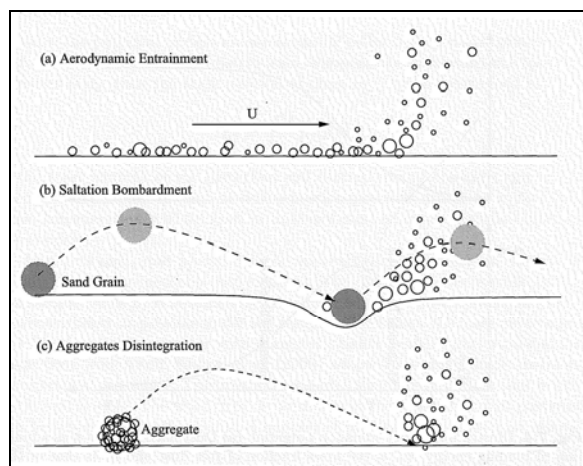 (a) Aerodynamic Entrainment
U
(b) Saltation Bombardment
Sand Grain
(c) Aggregates Disintegration
Aggregate